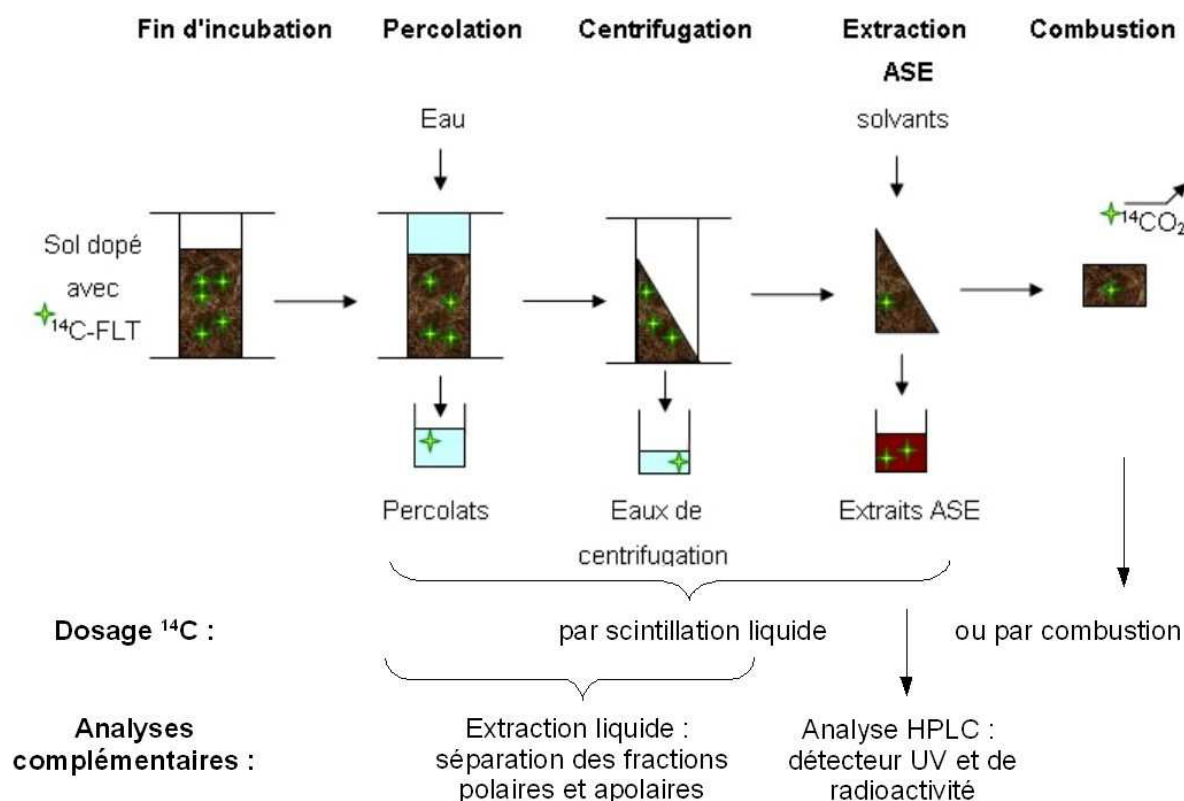 Fin d'incubation
Percolation
Centrifugation
Extraction
ASE
Combustion
Eau
solvants
Sol dopé
avec
¹⁴C-FLT
¹⁴CO₂
Percolats
Eaux de
centrifugation
Extraits ASE
Dosage ¹⁴C :
par scintillation liquide
ou par combustion
Analyses
complémentaires :
Extraction liquide :
séparation des fractions
polaires et apolaires
Analyse HPLC :
détecteur UV et de
radioactivité